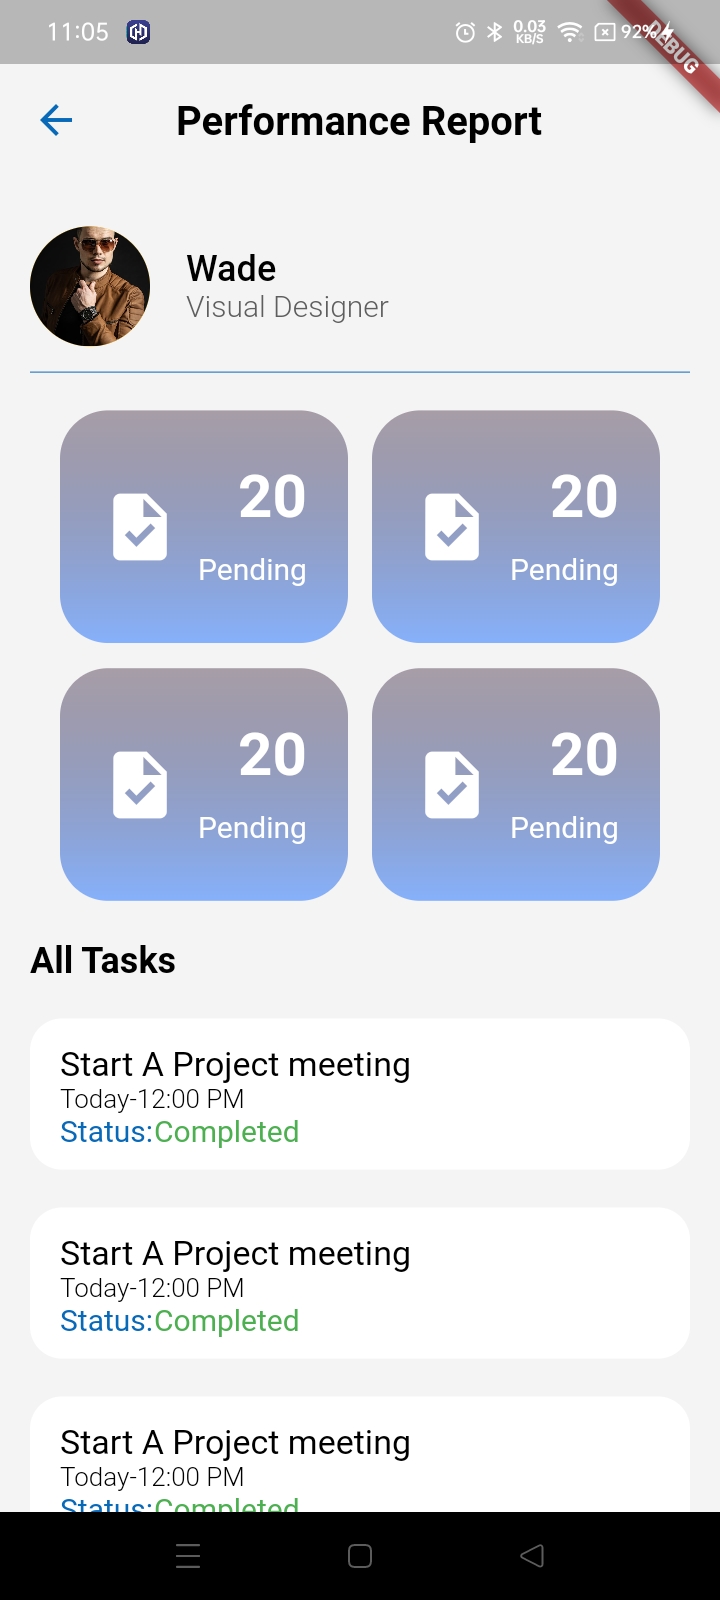 11:05
0.03
KB/S
92%
DEBUG
Performance Report
Wade
Visual Designer
20
Pending
20
Pending
20
Pending
20
Pending
All Tasks
Start A Project meeting
Today-12:00 PM
Status:Completed
Start A Project meeting
Today-12:00 PM
Status:Completed
Start A Project meeting
Today-12:00 PM
Status:Completed